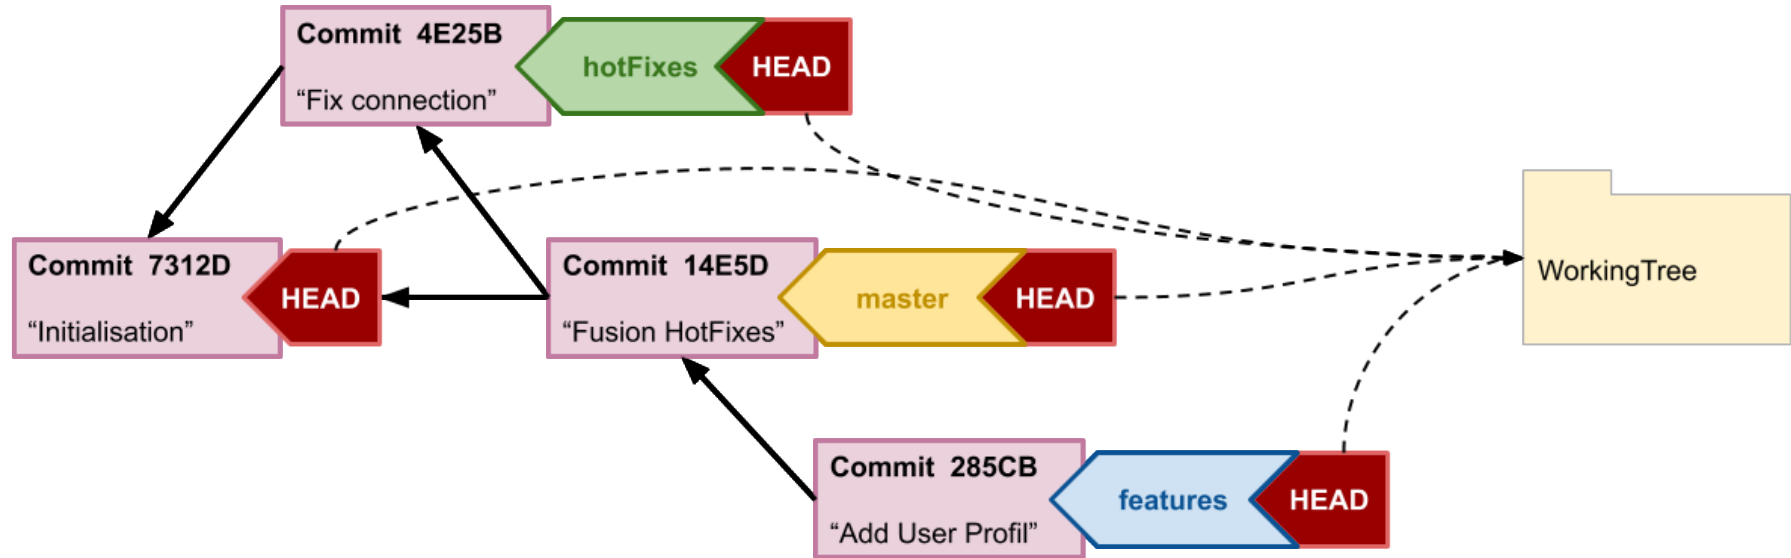 Commit 4E25B
"Fix connection"
hotFixes
HEAD
Commit 7312D
"Initialisation"
HEAD
Commit 14E5D
"Fusion HotFixes"
master
HEAD
WorkingTree
Commit 285CB
"Add User Profil"
features
HEAD